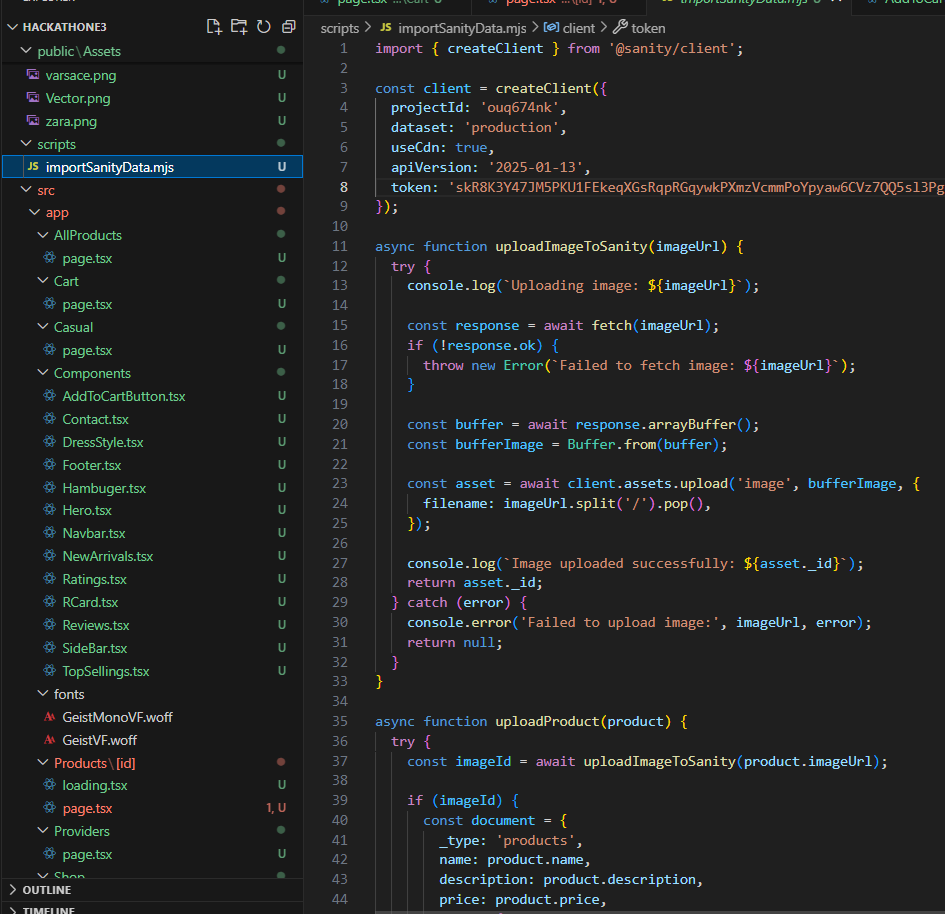 HACKATHONE3
public\Assets
varsace.png U
Vector.png U
zara.png U
scripts
JS importSanityData.mjs U
src
app
AllProducts
page.tsx U
Cart
page.tsx U
Casual
page.tsx U
Components
AddToCartButton.tsx U
Contact.tsx U
DressStyle.tsx U
Footer.tsx U
Hambuger.tsx U
Hero.tsx U
Navbar.tsx U
NewArrivals.tsx U
Ratings.tsx U
RCard.tsx U
Reviews.tsx U
SideBar.tsx U
TopSellings.tsx U
fonts
GeistMonoVF.woff
GeistVF.woff
Products\[id]
loading.tsx U
page.tsx 1, U
Providers
page.tsx U
Shop
OUTLINE
TIMELINE
scripts > JS importSanityData.mjs > client > token
1 import { createClient } from '@sanity/client';
2
3 const client = createClient({
4 projectId: 'ouq674nk',
5 dataset: 'production',
6 useCdn: true,
7 apiVersion: '2025-01-13',
8 token: 'skR8K3Y47JM5PKU1FEkeqXGsRqpRGqywkPXmzVcmmPoYpyaw6CVz7QQ5sl3Pg
9 });
10
11 async function uploadImageToSanity(imageUrl) {
12 try {
13 console.log(`Uploading image: ${imageUrl}`);
14
15 const response = await fetch(imageUrl);
16 if (!response.ok) {
17 throw new Error(`Failed to fetch image: ${imageUrl}`);
18 }
19
20 const buffer = await response.arrayBuffer();
21 const bufferImage = Buffer.from(buffer);
22
23 const asset = await client.assets.upload('image', bufferImage, {
24 filename: imageUrl.split('/').pop(),
25 });
26
27 console.log(`Image uploaded successfully: ${asset._id}`);
28 return asset._id;
29 } catch (error) {
30 console.error('Failed to upload image:', imageUrl, error);
31 return null;
32 }
33 }
34
35 async function uploadProduct(product) {
36 try {
37 const imageId = await uploadImageToSanity(product.imageUrl);
38
39 if (imageId) {
40 const document = {
41 _type: 'products',
42 name: product.name,
43 description: product.description,
44 price: product.price,